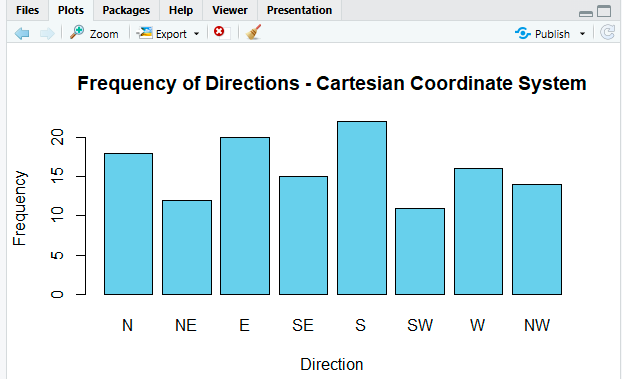 Files Plots Packages Help Viewer Presentation
Zoom Export Publish
Frequency of Directions - Cartesian Coordinate System
Frequency
20
15
10
5
0
N NE E SE S SW W NW
Direction